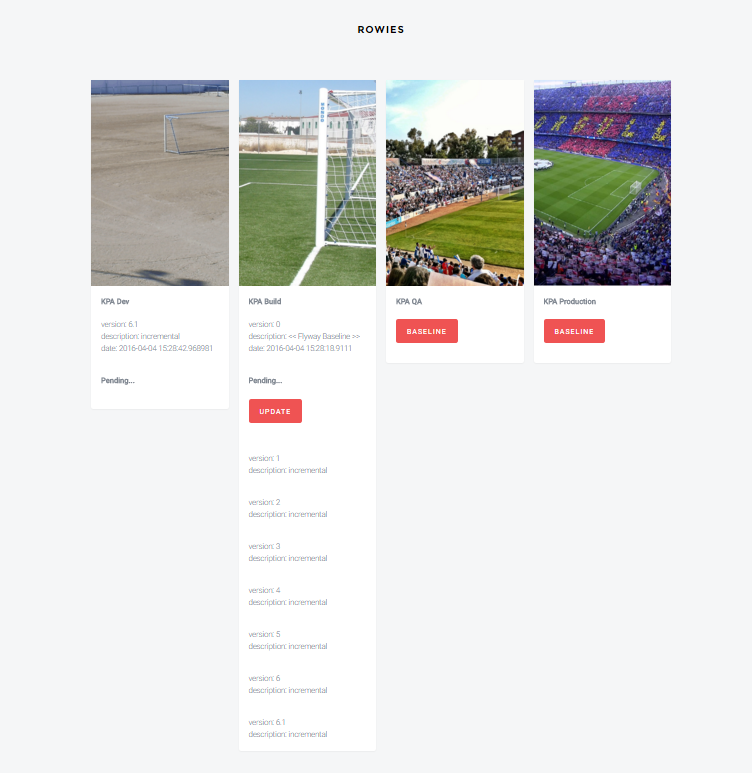 ROWIES
KPA Dev
version: 6.1
description: incremental
date: 2016-04-04 15:28:42.968981
Pending...
KPA Build
version: 0
description: << Flyway Baseline >>
date: 2016-04-04 15:28:18.9111
Pending...
UPDATE
version: 1
description: incremental
version: 2
description: incremental
version: 3
description: incremental
version: 4
description: incremental
version: 5
description: incremental
version: 6
description: incremental
version: 6.1
description: incremental
KPA QA
BASELINE
KPA Production
BASELINE